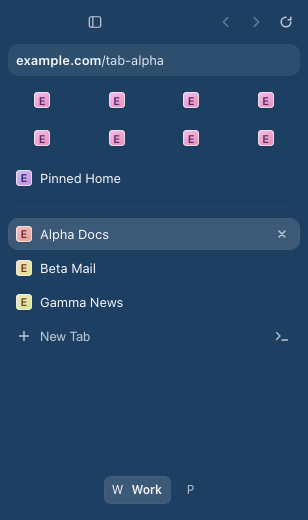 example.com/tab-alpha
E E E E
E E E E
E Pinned Home
E Alpha Docs
E Beta Mail
E Gamma News
New Tab
W Work P